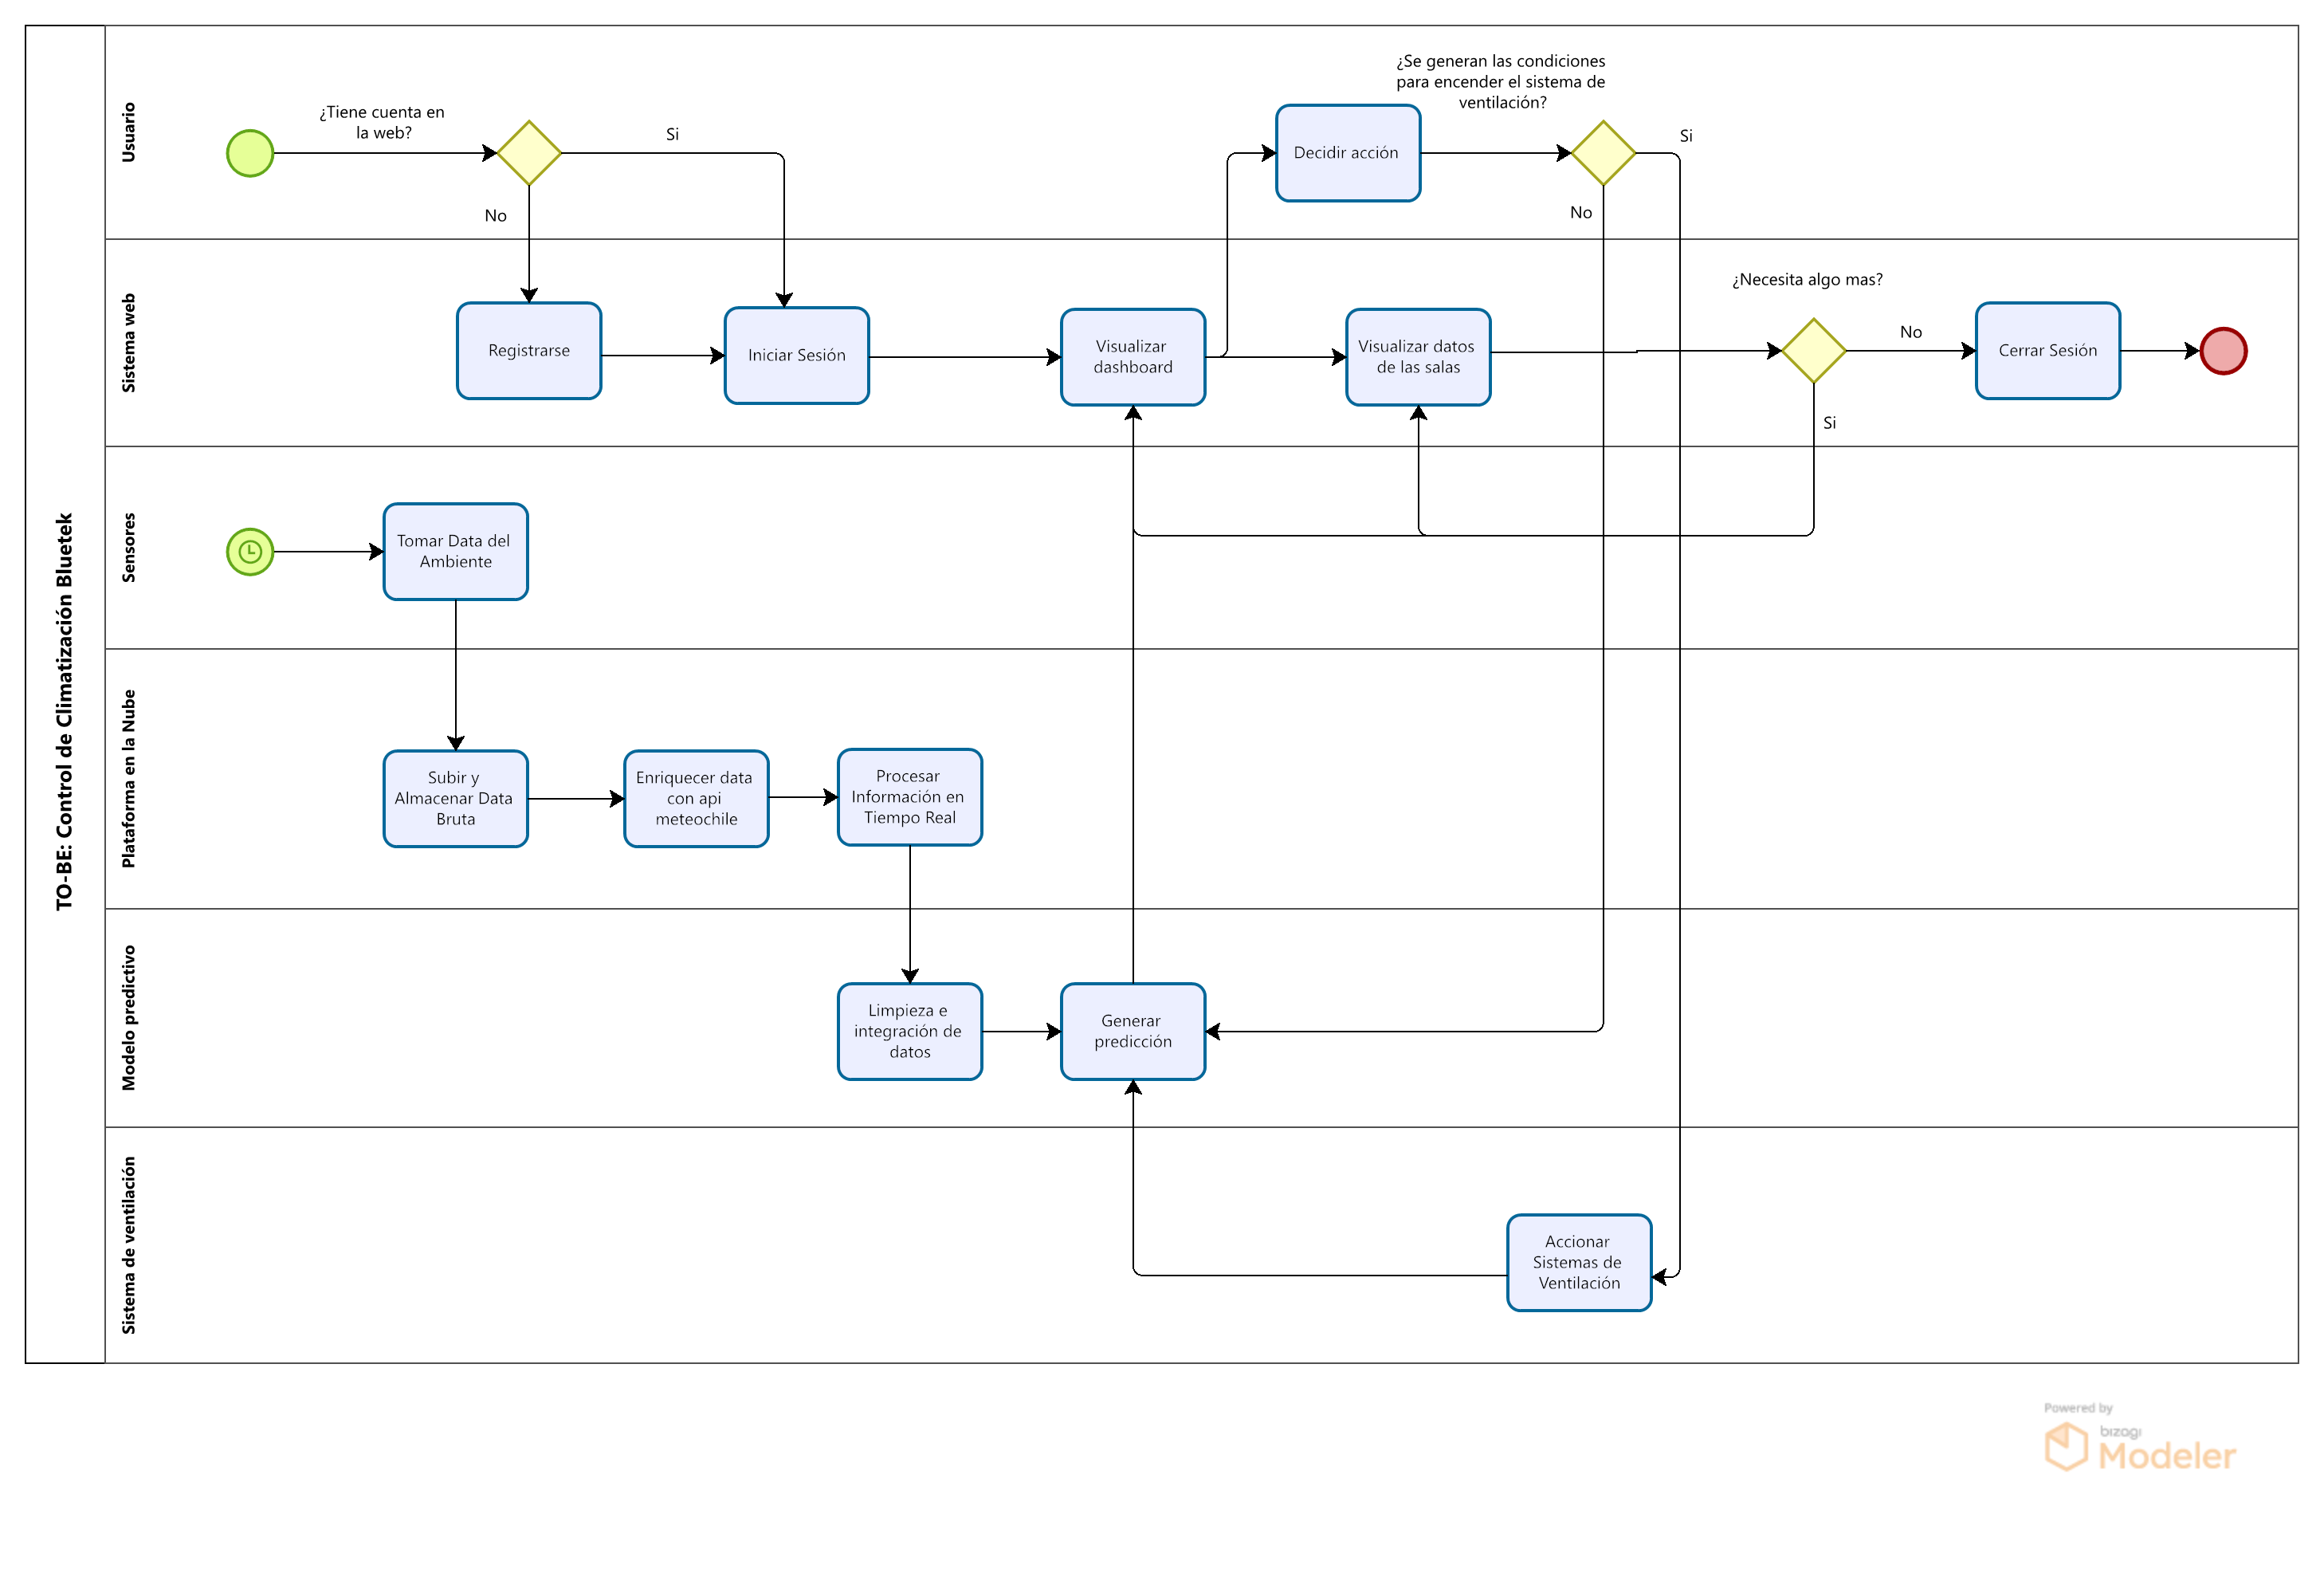 TO-BE: Control de Climatización Bluetek
Usuario
¿Tiene cuenta en
la web?
Si
No
Decidir acción
¿Se generan las condiciones
para encender el sistema de
ventilación?
Si
No
Sistema web
Registrarse
Iniciar Sesión
Visualizar
dashboard
Visualizar datos
de las salas
¿Necesita algo mas?
No
Si
Cerrar Sesión
Sensores
Tomar Data del
Ambiente
Plataforma en la Nube
Subir y
Almacenar Data
Bruta
Enriquecer data
con api
meteochile
Procesar
Información en
Tiempo Real
Modelo predictivo
Limpieza e
integración de
datos
Generar
predicción
Sistema de ventilación
Accionar
Sistemas de
Ventilación
Powered by
bizagi
Modeler